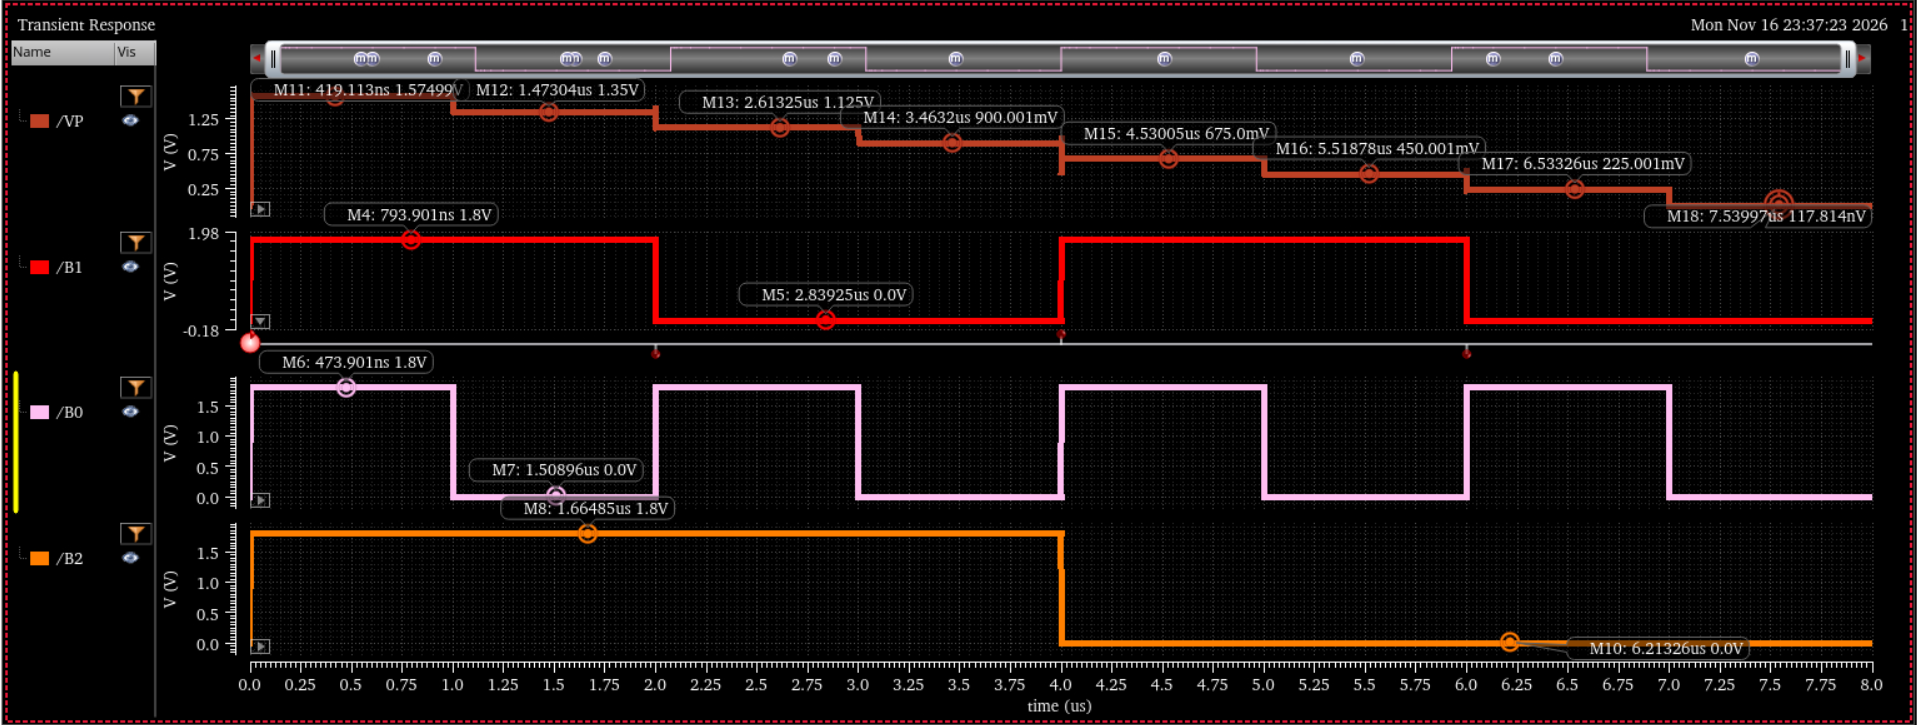 Transient Response
Mon Nov 16 23:37:23 2026 1
Name Vis
/VP
V (V)
1.25
0.75
0.25
M11: 419.113ns 1.57499V
M12: 1.47304us 1.35V
M13: 2.61325us 1.125V
M14: 3.4632us 900.001mV
M15: 4.53005us 675.0mV
M16: 5.51878us 450.001mV
M17: 6.53326us 225.001mV
M18: 7.53997us 117.814nV
/B1
V (V)
1.98
-0.18
M4: 793.901ns 1.8V
M5: 2.83925us 0.0V
/B0
V (V)
1.5
1.0
0.5
0.0
M6: 473.901ns 1.8V
M7: 1.50896us 0.0V
/B2
V (V)
1.5
1.0
0.5
0.0
M8: 1.66485us 1.8V
M10: 6.21326us 0.0V
0.0 0.25 0.5 0.75 1.0 1.25 1.5 1.75 2.0 2.25 2.5 2.75 3.0 3.25 3.5 3.75 4.0 4.25 4.5 4.75 5.0 5.25 5.5 5.75 6.0 6.25 6.5 6.75 7.0 7.25 7.5 7.75 8.0
time (us)